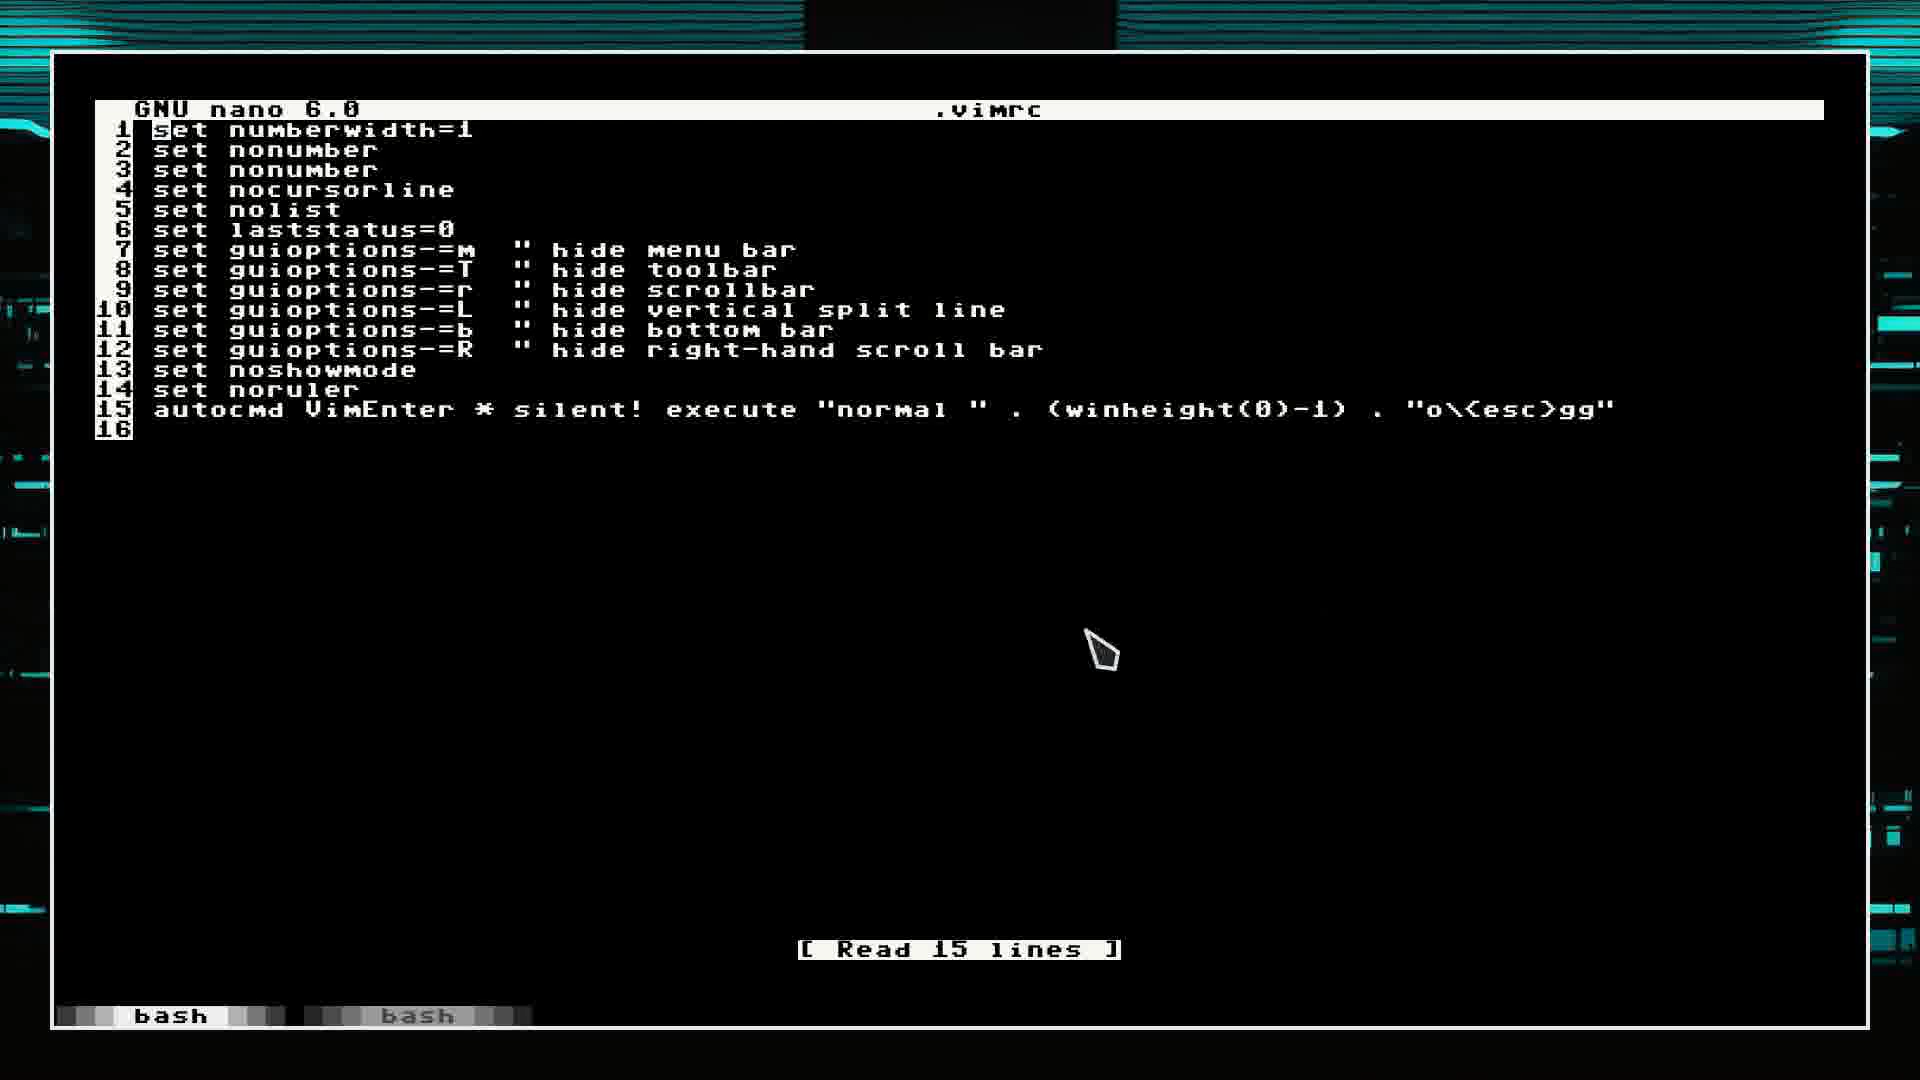 GNU nano 6.0 .vimrc
1 set numberwidth=1
2 set nonumber
3 set nonumber
4 set nocursorline
5 set nolist
6 set laststatus=0
7 set guioptions-=m " hide menu bar
8 set guioptions-=T " hide toolbar
9 set guioptions-=r " hide scrollbar
10 set guioptions-=L " hide vertical split line
11 set guioptions-=b " hide bottom bar
12 set guioptions-=R " hide right-hand scroll bar
13 set noshowmode
14 set noruler
15 autocmd VimEnter * silent! execute "normal " . (winheight(0)-1) . "o\<esc>gg"
16
[ Read 15 lines ]
bash bash